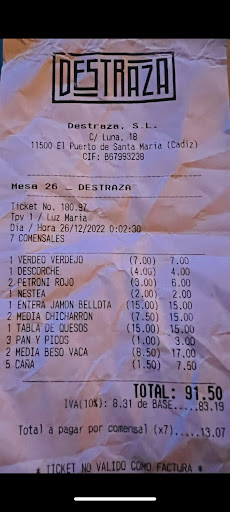 DESTRAZA
Destraza, S.L.
C/ Luna, 18
11500 El Puerto de Santa Maria (Cadiz)
CIF: B67993238
Mesa 26 _ DESTRAZA
Ticket No. 180.97
Tpv 1 / Luz Maria
Dia / Hora 26/12/2022 0:02:30
7 COMENSALES
1 VERDEO VERDEJO (7.00) 7.00
1 DESCORCHE (4.00) 4.00
2 PETRONI ROJO (3.00) 6.00
1 NESTEA (2.00) 2.00
1 ENTERA JAMON BELLOTA (15.00) 15.00
2 MEDIA CHICHARRON (7.50) 15.00
1 TABLA DE QUESOS (15.00) 15.00
3 PAN Y PICOS (1.00) 3.00
2 MEDIA BESO VACA (8.50) 17.00
5 CAÑA (1.50) 7.50
TOTAL: 91.50
IVA(10%): 8.31 de BASE.....83.19
Total a pagar por comensal (x7).....13.07
* TICKET NO VALIDO COMO FACTURA *